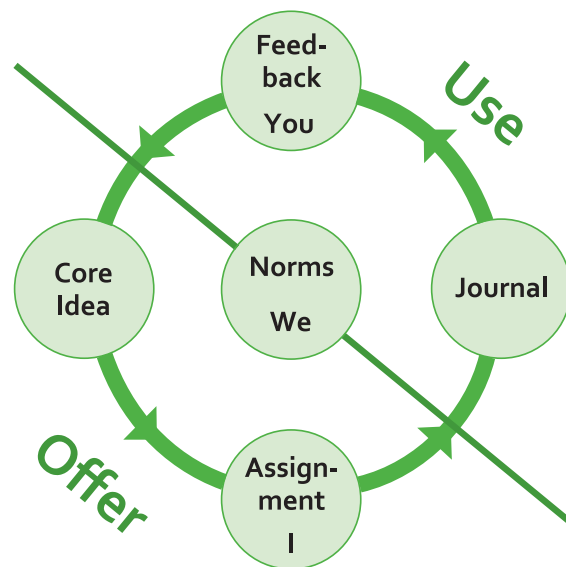 Feed-
back
You
Use
Core
Idea
Norms
We
Journal
Offer
Assign-
ment
I